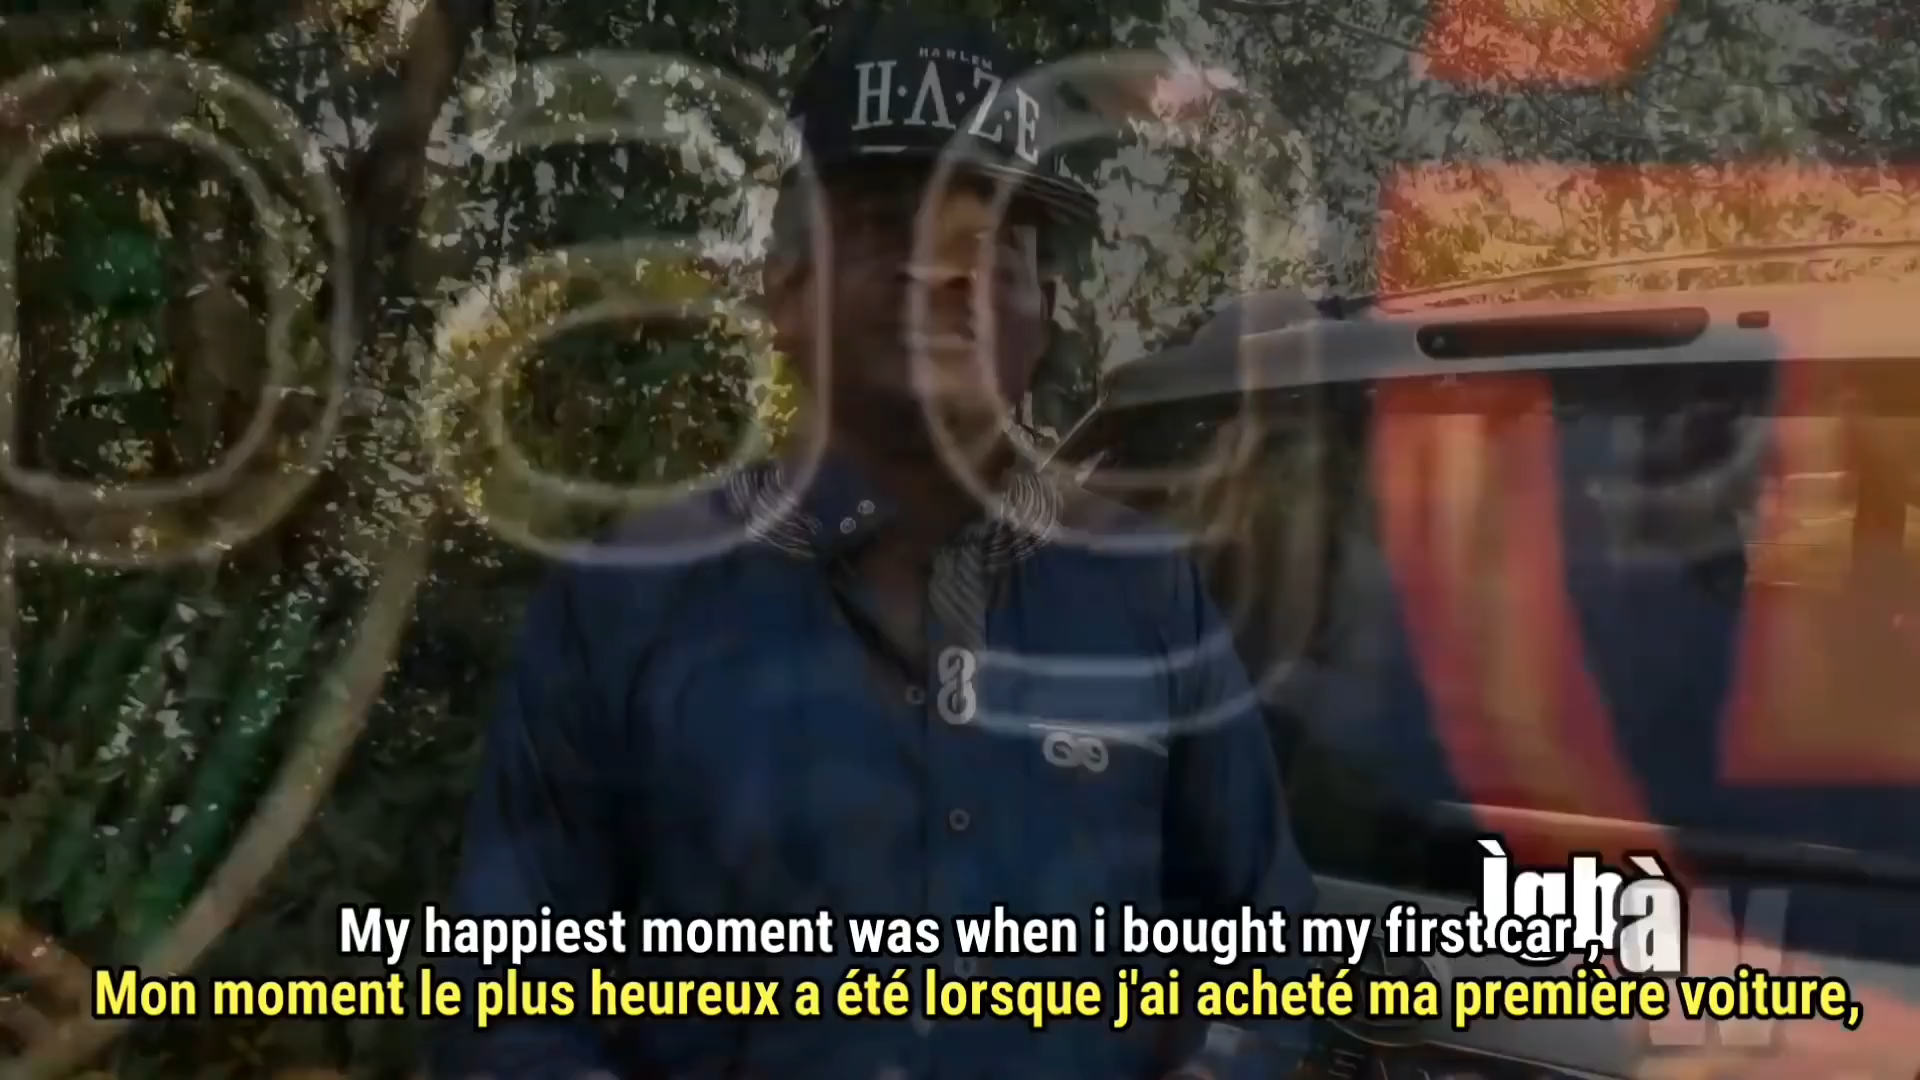 HARLEM
H·A·Z·E
G9
Ìgbà
My happiest moment was when i bought my first car ,
Mon moment le plus heureux a été lorsque j'ai acheté ma première voiture,